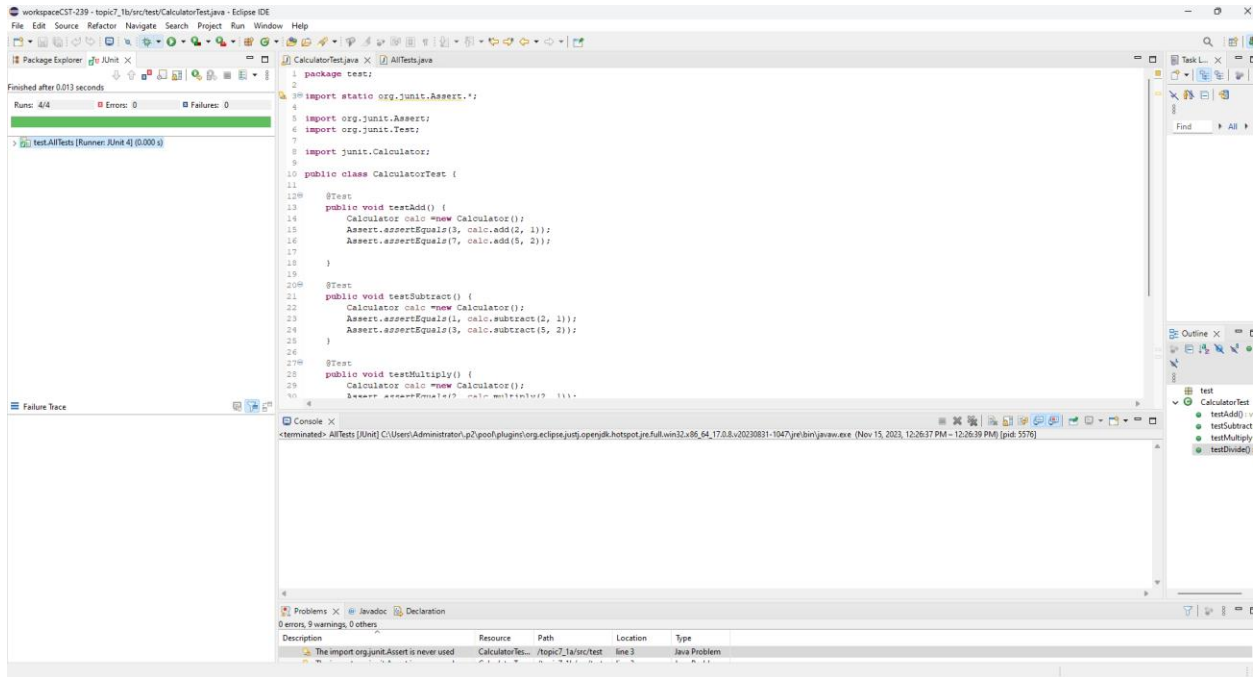 workspaceCST-239 - topic7_1b/src/test/CalculatorTest.java - Eclipse IDE
File Edit Source Refactor Navigate Search Project Run Window Help
Package Explorer JUnit
Finished after 0.013 seconds
Runs: 4/4 Errors: 0 Failures: 0
test.AllTests [Runner: JUnit 4] (0.000 s)
Failure Trace
CalculatorTest.java AllTests.java
1 package test;
2
3 import static org.junit.Assert.*;
4
5 import org.junit.Assert;
6 import org.junit.Test;
7
8 import junit.Calculator;
9
10 public class CalculatorTest {
11
12 @Test
13 public void testAdd() {
14 Calculator calc =new Calculator();
15 Assert.assertEquals(3, calc.add(2, 1));
16 Assert.assertEquals(7, calc.add(5, 2));
17
18 }
19
20 @Test
21 public void testSubtract() {
22 Calculator calc =new Calculator();
23 Assert.assertEquals(1, calc.subtract(2, 1));
24 Assert.assertEquals(3, calc.subtract(5, 2));
25 }
26
27 @Test
28 public void testMultiply() {
29 Calculator calc =new Calculator();
30 Assert.assertEquals(2, calc.multiply(2, 1));
Console
<terminated> AllTests [JUnit] C:\Users\Administrator\.p2\pool\plugins\org.eclipse.justj.openjdk.hotspot.jre.full.win32.x86_64_17.0.8.v20230831-1047\jre\bin\javaw.exe (Nov 15, 2023, 12:26:37 PM – 12:26:39 PM) [pid: 5576]
Problems Javadoc Declaration
0 errors, 9 warnings, 0 others
Description Resource Path Location Type
The import org.junit.Assert is never used CalculatorTes... /topic7_1a/src/test line 3 Java Problem
Task L...
Find All
Outline
test
CalculatorTest
testAdd() : v
testSubtract
testMultiply
testDivide()